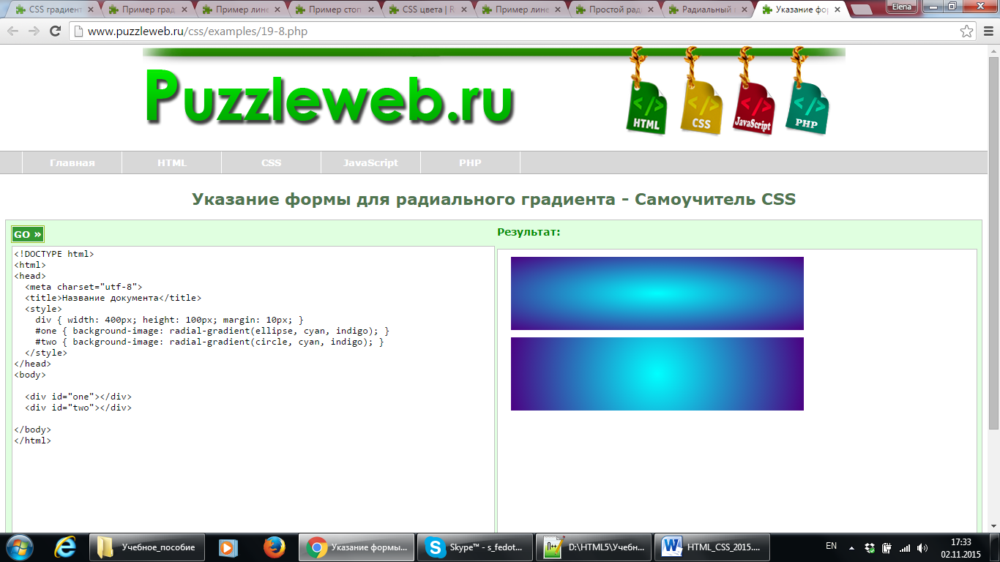 CSS градиент
Пример град
Пример лине
Пример стоп
CSS цвета | R
Пример лине
Простой рад
Радиальный
Указание фор
Elena
www.puzzleweb.ru/css/examples/19-8.php
Puzzleweb.ru
</> HTML
</> CSS
</> JavaScript
</> PHP
Главная
HTML
CSS
JavaScript
PHP
Указание формы для радиального градиента - Самоучитель CSS
GO »
<!DOCTYPE html>
<html>
<head>
  <meta charset="utf-8">
  <title>Название документа</title>
  <style>
    div { width: 400px; height: 100px; margin: 10px; }
    #one { background-image: radial-gradient(ellipse, cyan, indigo); }
    #two { background-image: radial-gradient(circle, cyan, indigo); }
  </style>
</head>
<body>

  <div id="one"></div>
  <div id="two"></div>

</body>
</html>
Результат:
Учебное_пособие
Указание формы...
Skype™ - s_fedot...
D:\HTML5\Учебн...
HTML_CSS_2015....
EN
17:33
02.11.2015